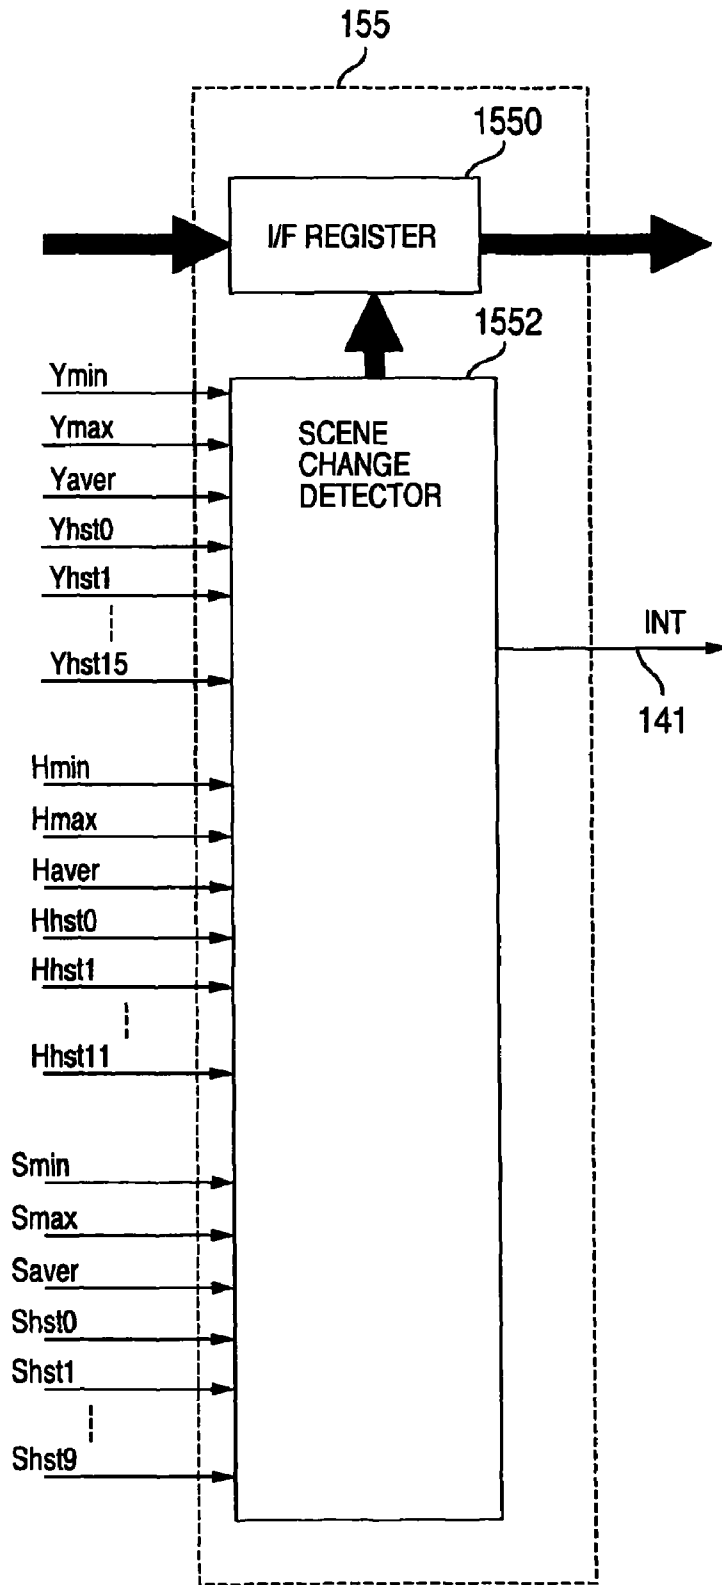 155
1550
I/F REGISTER
1552
Ymin
Ymax
Yaver
Yhst0
Yhst1
Yhst15
SCENE
CHANGE
DETECTOR
INT
141
Hmin
Hmax
Haver
Hhst0
Hhst1
Hhst11
Smin
Smax
Saver
Shst0
Shst1
Shst9